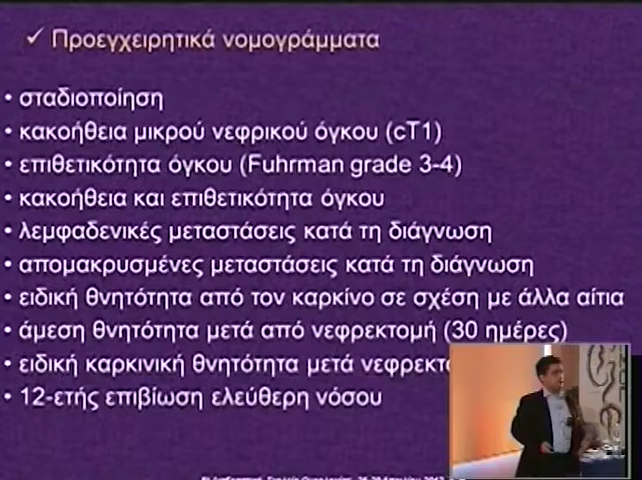 ✓ Προεγχειρητικά νομογράμματα
• σταδιοποίηση
• κακοήθεια μικρού νεφρικού όγκου (cT1)
• επιθετικότητα όγκου (Fuhrman grade 3-4)
• κακοήθεια και επιθετικότητα όγκου
• λεμφαδενικές μεταστάσεις κατά τη διάγνωση
• απομακρυσμένες μεταστάσεις κατά τη διάγνωση
• ειδική θνητότητα από τον καρκίνο σε σχέση με άλλα αίτια
• άμεση θνητότητα μετά από νεφρεκτομή (30 ημέρες)
• ειδική καρκινική θνητότητα μετά νεφρεκτο
• 12-ετής επιβίωση ελεύθερη νόσου